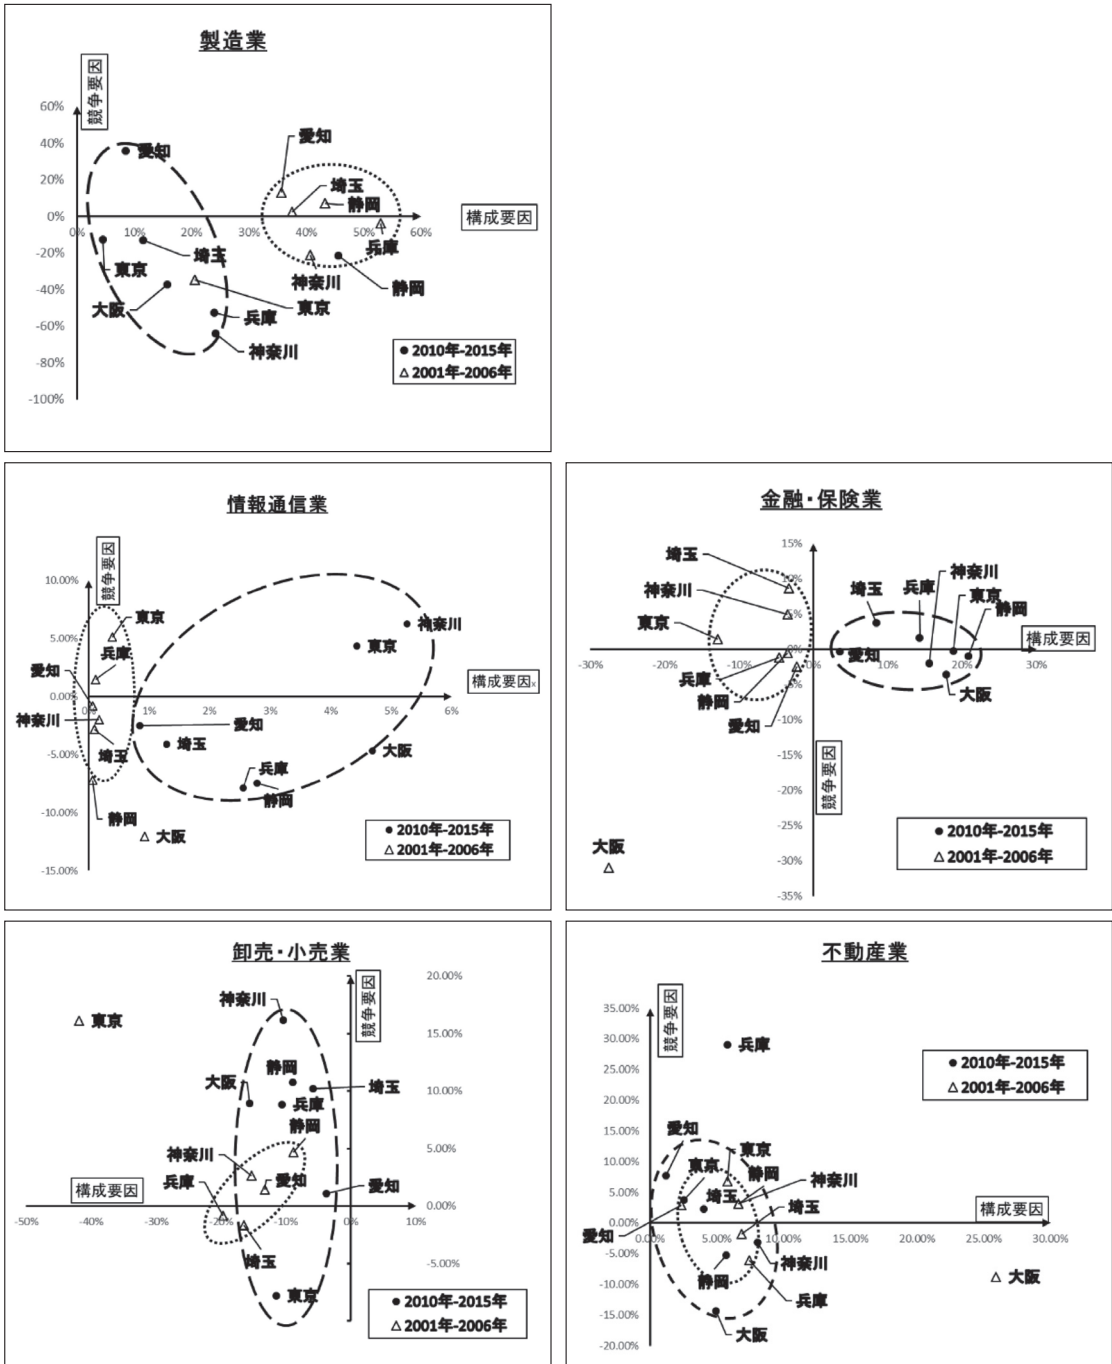 製造業
競争要因
60%
40%
20%
0%
-20%
-40%
-60%
-80%
-100%
0%
10%
20%
30%
40%
50%
60%
構成要因
愛知
愛知
埼玉
静岡
兵庫
神奈川
静岡
埼玉
東京
大阪
東京
兵庫
神奈川
● 2010年-2015年
△ 2001年-2006年
情報通信業
競争要因
10.00%
5.00%
0.00%
-5.00%
-10.00%
-15.00%
0%
1%
2%
3%
4%
5%
6%
構成要因x
東京
兵庫
愛知
神奈川
埼玉
静岡
大阪
神奈川
東京
愛知
埼玉
兵庫
静岡
大阪
● 2010年-2015年
△ 2001年-2006年
金融・保険業
15%
10%
5%
0%
-5%
-10%
-15%
-20%
-25%
-30%
-35%
-30%
-20%
-10%
10%
20%
30%
構成要因
競争要因
埼玉
神奈川
東京
兵庫
静岡
愛知
大阪
埼玉
兵庫
神奈川
東京
静岡
愛知
大阪
● 2010年-2015年
△ 2001年-2006年
卸売・小売業
競争要因
20.00%
15.00%
10.00%
5.00%
0.00%
-5.00%
-50%
-40%
-30%
-20%
-10%
0%
10%
構成要因
東京
神奈川
静岡
大阪
埼玉
兵庫
静岡
神奈川
兵庫
愛知
愛知
埼玉
東京
● 2010年-2015年
△ 2001年-2006年
不動産業
競争要因
35.00%
30.00%
25.00%
20.00%
15.00%
10.00%
5.00%
0.00%
-5.00%
-10.00%
-15.00%
-20.00%
0.00%
5.00%
10.00%
15.00%
20.00%
25.00%
30.00%
構成要因
兵庫
愛知
東京
東京
静岡
神奈川
埼玉
埼玉
愛知
静岡
神奈川
兵庫
大阪
大阪
● 2010年-2015年
△ 2001年-2006年